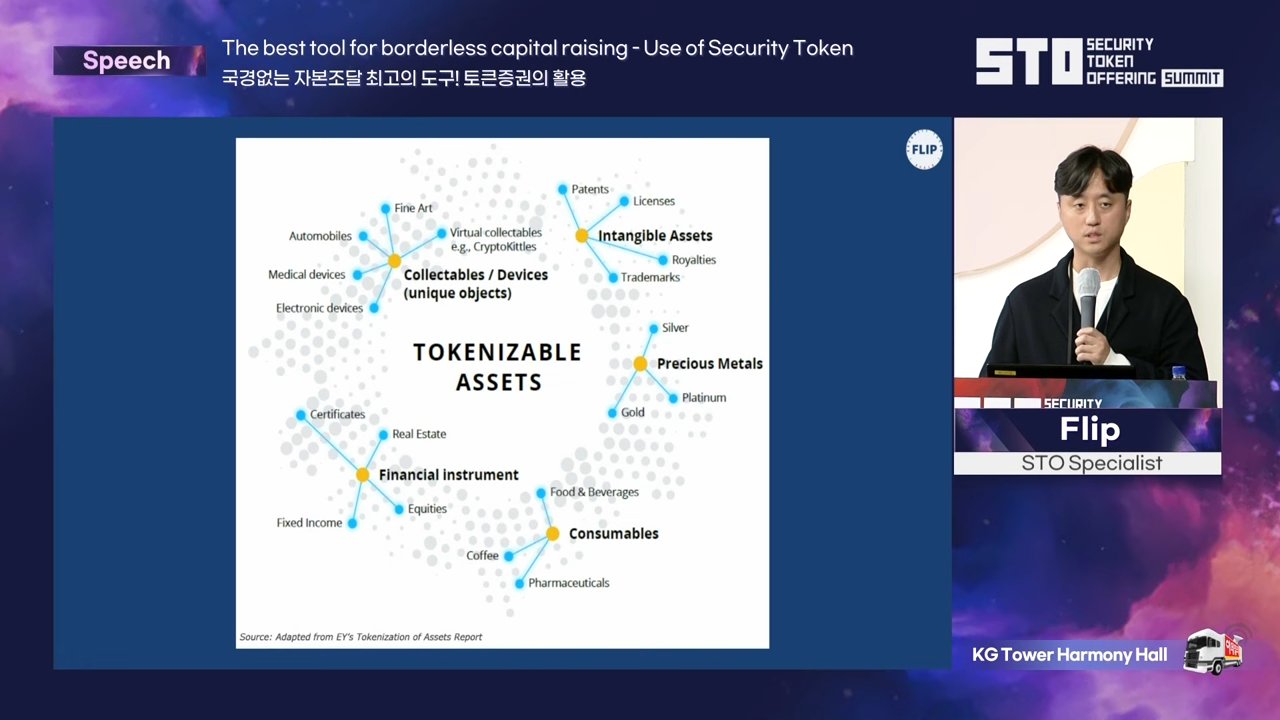 Speech
The best tool for borderless capital raising - Use of Security Token
국경없는 자본조달 최고의 도구! 토큰증권의 활용
STO SECURITY
TOKEN
OFFERING SUMMIT
FLIP
Fine Art
Automobiles
Virtual collectables
e.g., CryptoKittles
Medical devices
Collectables / Devices
(unique objects)
Electronic devices
Patents
Licenses
Intangible Assets
Royalties
Trademarks
TOKENIZABLE
ASSETS
Silver
Precious Metals
Platinum
Gold
Certificates
Real Estate
Financial instrument
Equities
Fixed Income
Food & Beverages
Consumables
Coffee
Pharmaceuticals
Source: Adapted from EY's Tokenization of Assets Report
SECURITY
Flip
STO Specialist
KG Tower Harmony Hall